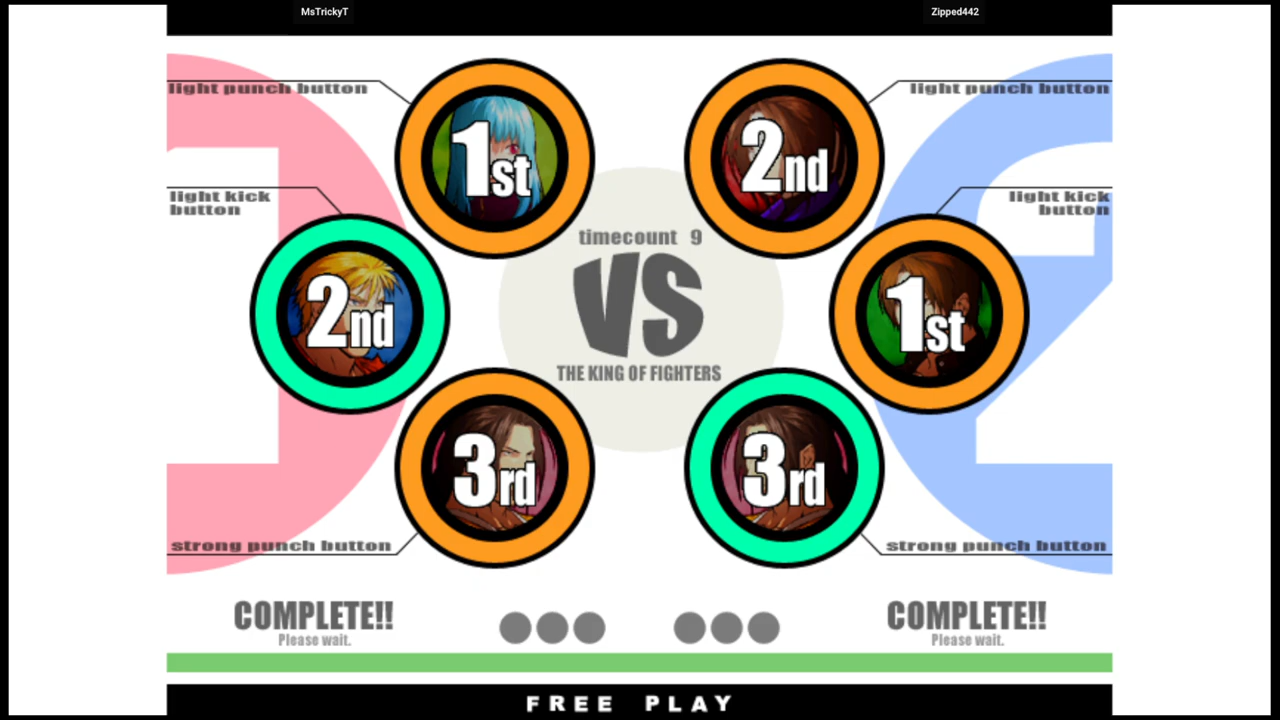 MsTrickyT
Zipped442
light punch button
light punch button
1st
2nd
light kick
button
light kick
button
timecount 9
VS
THE KING OF FIGHTERS
2nd
1st
3rd
3rd
strong punch button
strong punch button
COMPLETE!!
Please wait.
COMPLETE!!
Please wait.
FREE PLAY